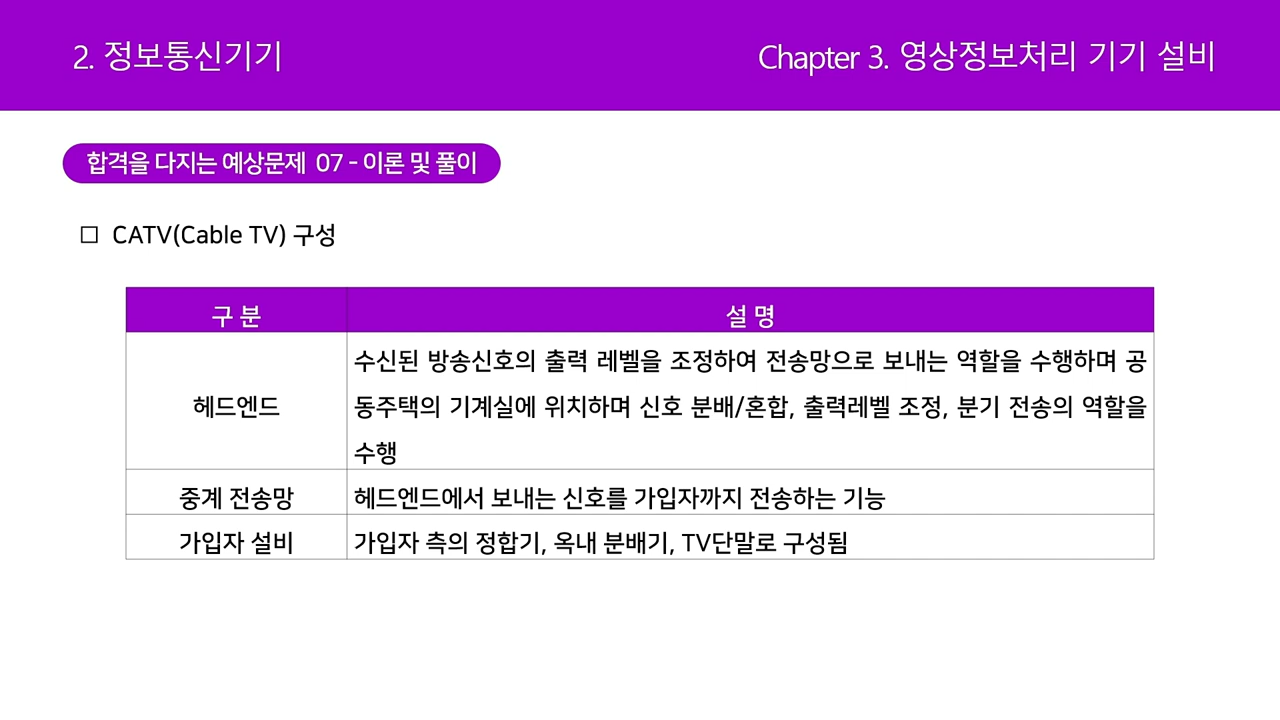 2. 정보통신기기
Chapter 3. 영상정보처리 기기 설비
합격을 다지는 예상문제 07 - 이론 및 풀이
□ CATV(Cable TV) 구성
구 분
설 명
헤드엔드
수신된 방송신호의 출력 레벨을 조정하여 전송망으로 보내는 역할을 수행하며 공
동주택의 기계실에 위치하며 신호 분배/혼합, 출력레벨 조정, 분기 전송의 역할을
수행
중계 전송망
헤드엔드에서 보내는 신호를 가입자까지 전송하는 기능
가입자 설비
가입자 측의 정합기, 옥내 분배기, TV단말로 구성됨